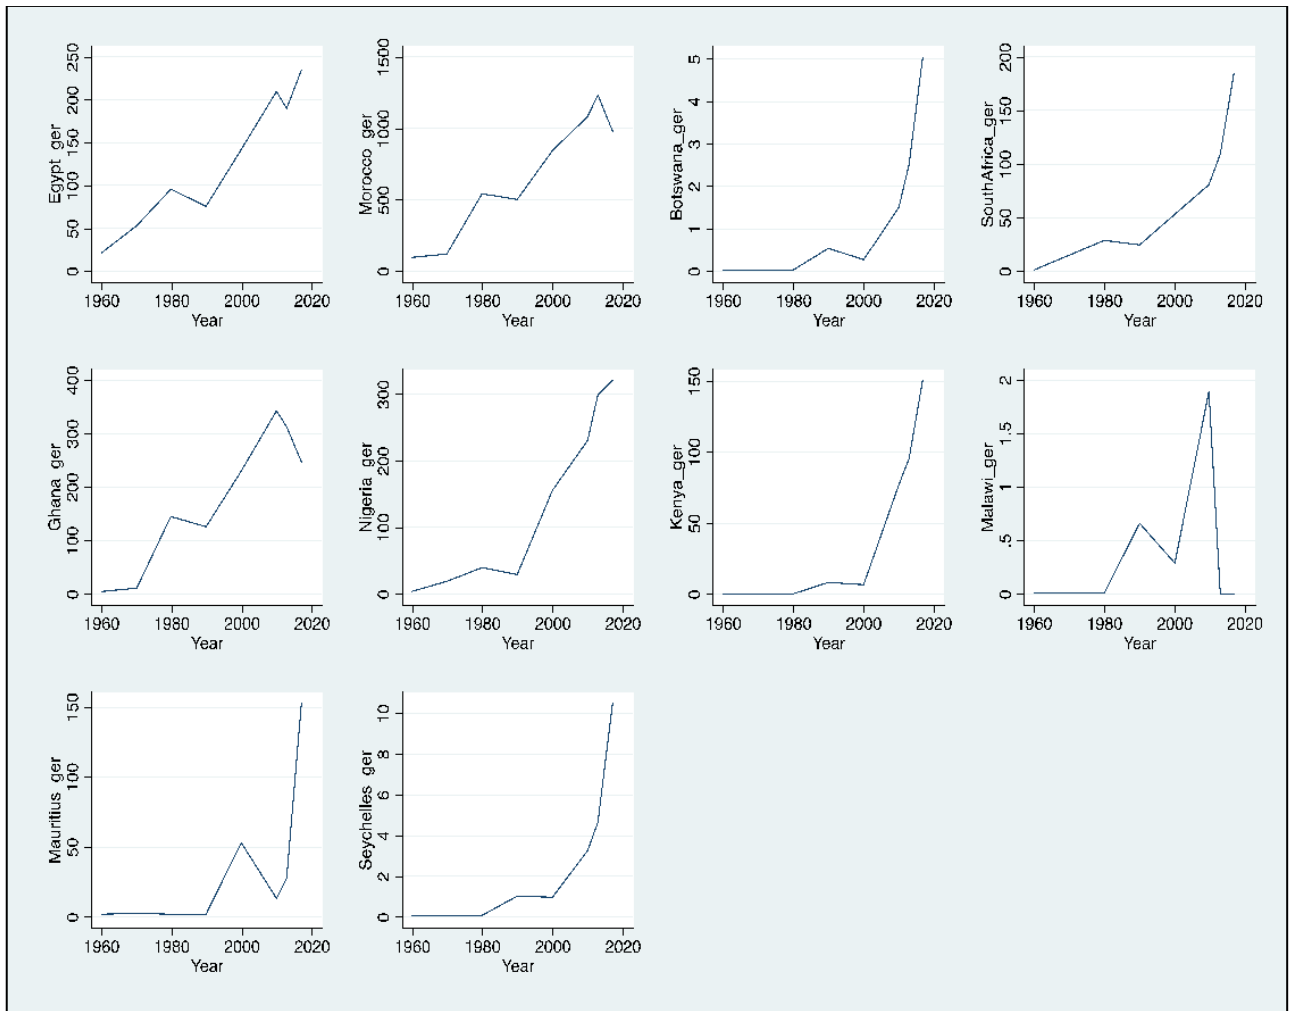 Egypt_ger
0 50 100 150 200 250
1960 1980 2000 2020
Year
Morocco_ger
0 500 1000 1500
1960 1980 2000 2020
Year
Botswana_ger
0 1 2 3 4 5
1960 1980 2000 2020
Year
SouthAfrica_ger
0 50 100 150 200
1960 1980 2000 2020
Year
Ghana_ger
0 100 200 300 400
1960 1980 2000 2020
Year
Nigeria_ger
0 100 200 300
1960 1980 2000 2020
Year
Kenya_ger
0 50 100 150
1960 1980 2000 2020
Year
Malawi_ger
0 .5 1 1.5 2
1960 1980 2000 2020
Year
Mauritius_ger
0 50 100 150
1960 1980 2000 2020
Year
Seychelles_ger
0 2 4 6 8 10
1960 1980 2000 2020
Year